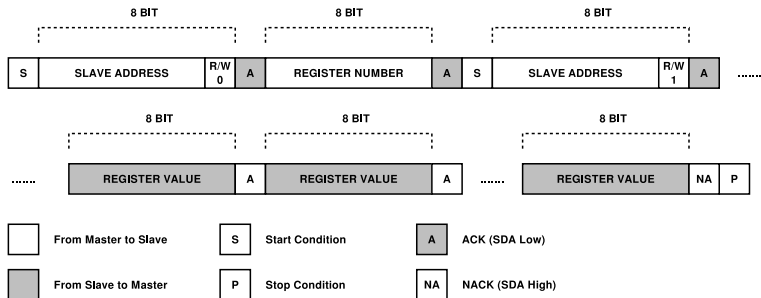 8 BIT 8 BIT 8 BIT
S SLAVE ADDRESS R/W 0 A REGISTER NUMBER A S SLAVE ADDRESS R/W 1 A .......
8 BIT 8 BIT 8 BIT
....... REGISTER VALUE A REGISTER VALUE A ....... REGISTER VALUE NA P
From Master to Slave S Start Condition A ACK (SDA Low)
From Slave to Master P Stop Condition NA NACK (SDA High)